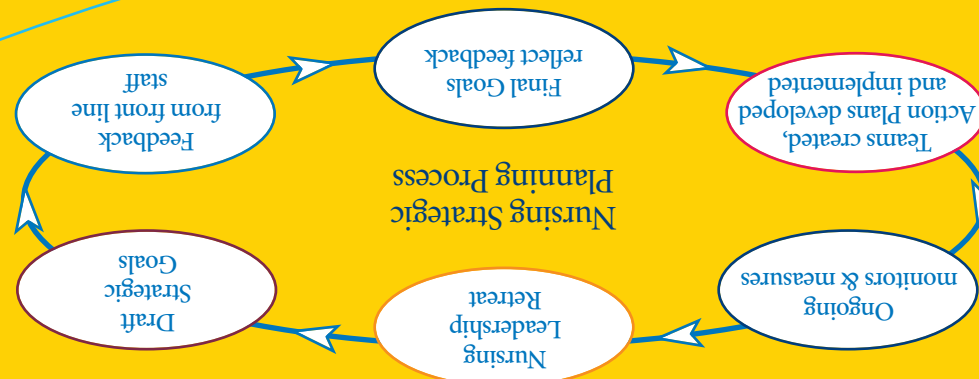 Nursing Strategic
Planning Process
Nursing
Leadership
Retreat
Draft
Strategic
Goals
Feedback
from front line
staff
Final Goals
reflect feedback
Teams created,
Action Plans developed
and implemented
Ongoing
monitors & measures